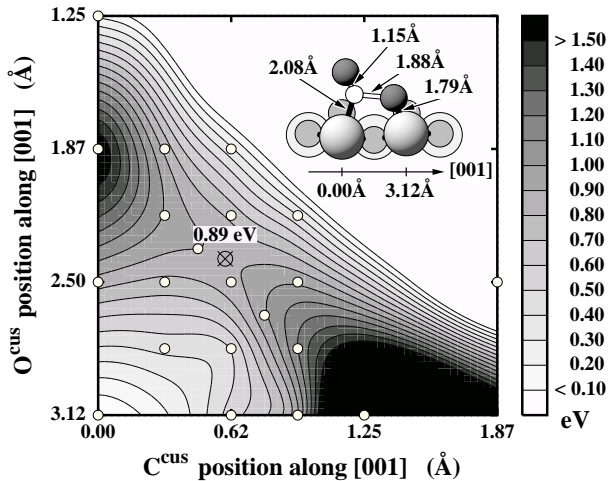 1.25
1.87
2.50
3.12
O^cus position along [001] (Å)
0.00
0.62
1.25
1.87
C^cus position along [001] (Å)
0.89 eV
1.15Å
1.88
2.08Å
1.79Å
[001]
0.00Å
3.12Å
> 1.50
1.40
1.30
1.20
1.10
1.00
0.90
0.80
0.70
0.60
0.50
0.40
0.30
0.20
< 0.10
eV